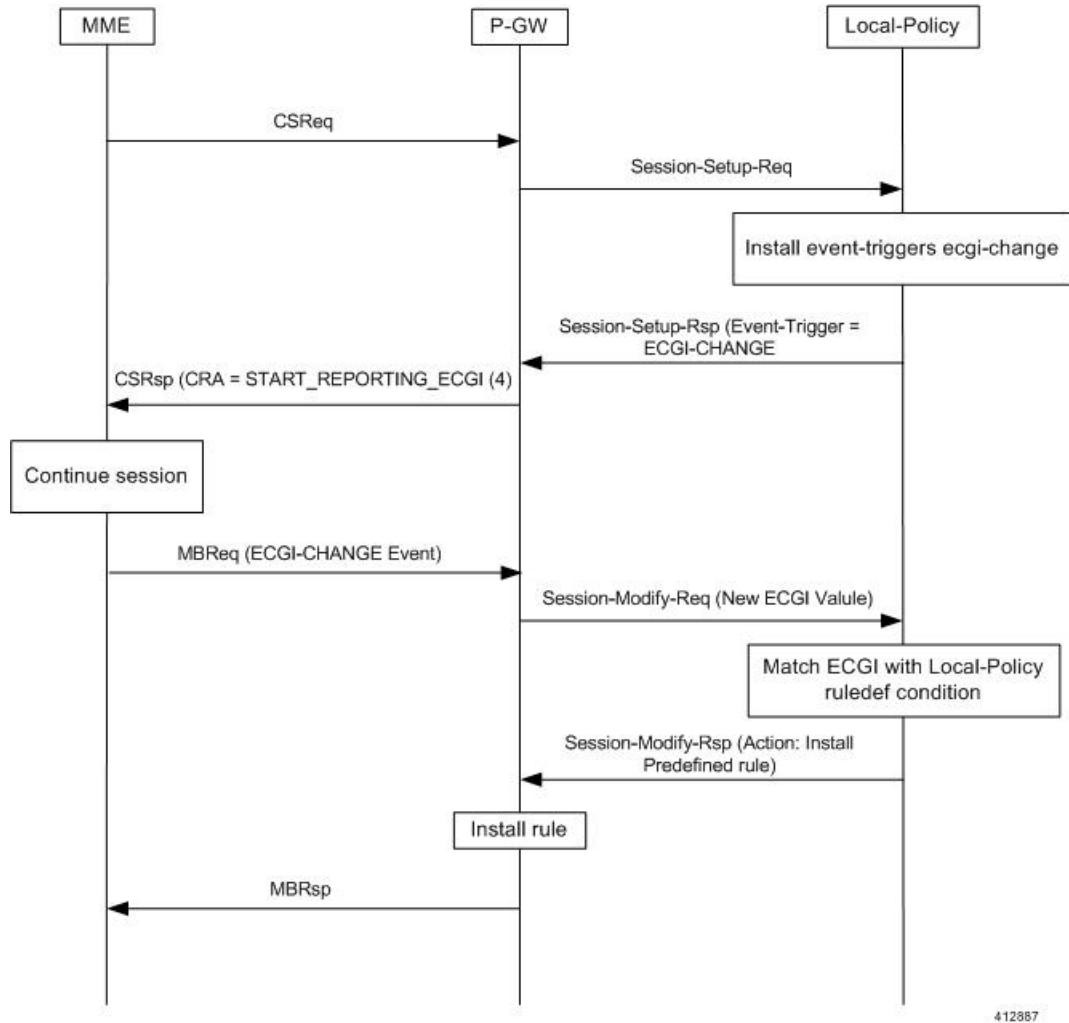 MME
P-GW
Local-Policy
CSReq
Session-Setup-Req
Install event-triggers ecgi-change
Session-Setup-Rsp (Event-Trigger =
ECGI-CHANGE
CSRsp (CRA = START_REPORTING_ECGI (4)
Continue session
MBReq (ECGI-CHANGE Event)
Session-Modify-Req (New ECGI Valule)
Match ECGI with Local-Policy
ruledef condition
Session-Modify-Rsp (Action: Install
Predefined rule)
Install rule
MBRsp
412887